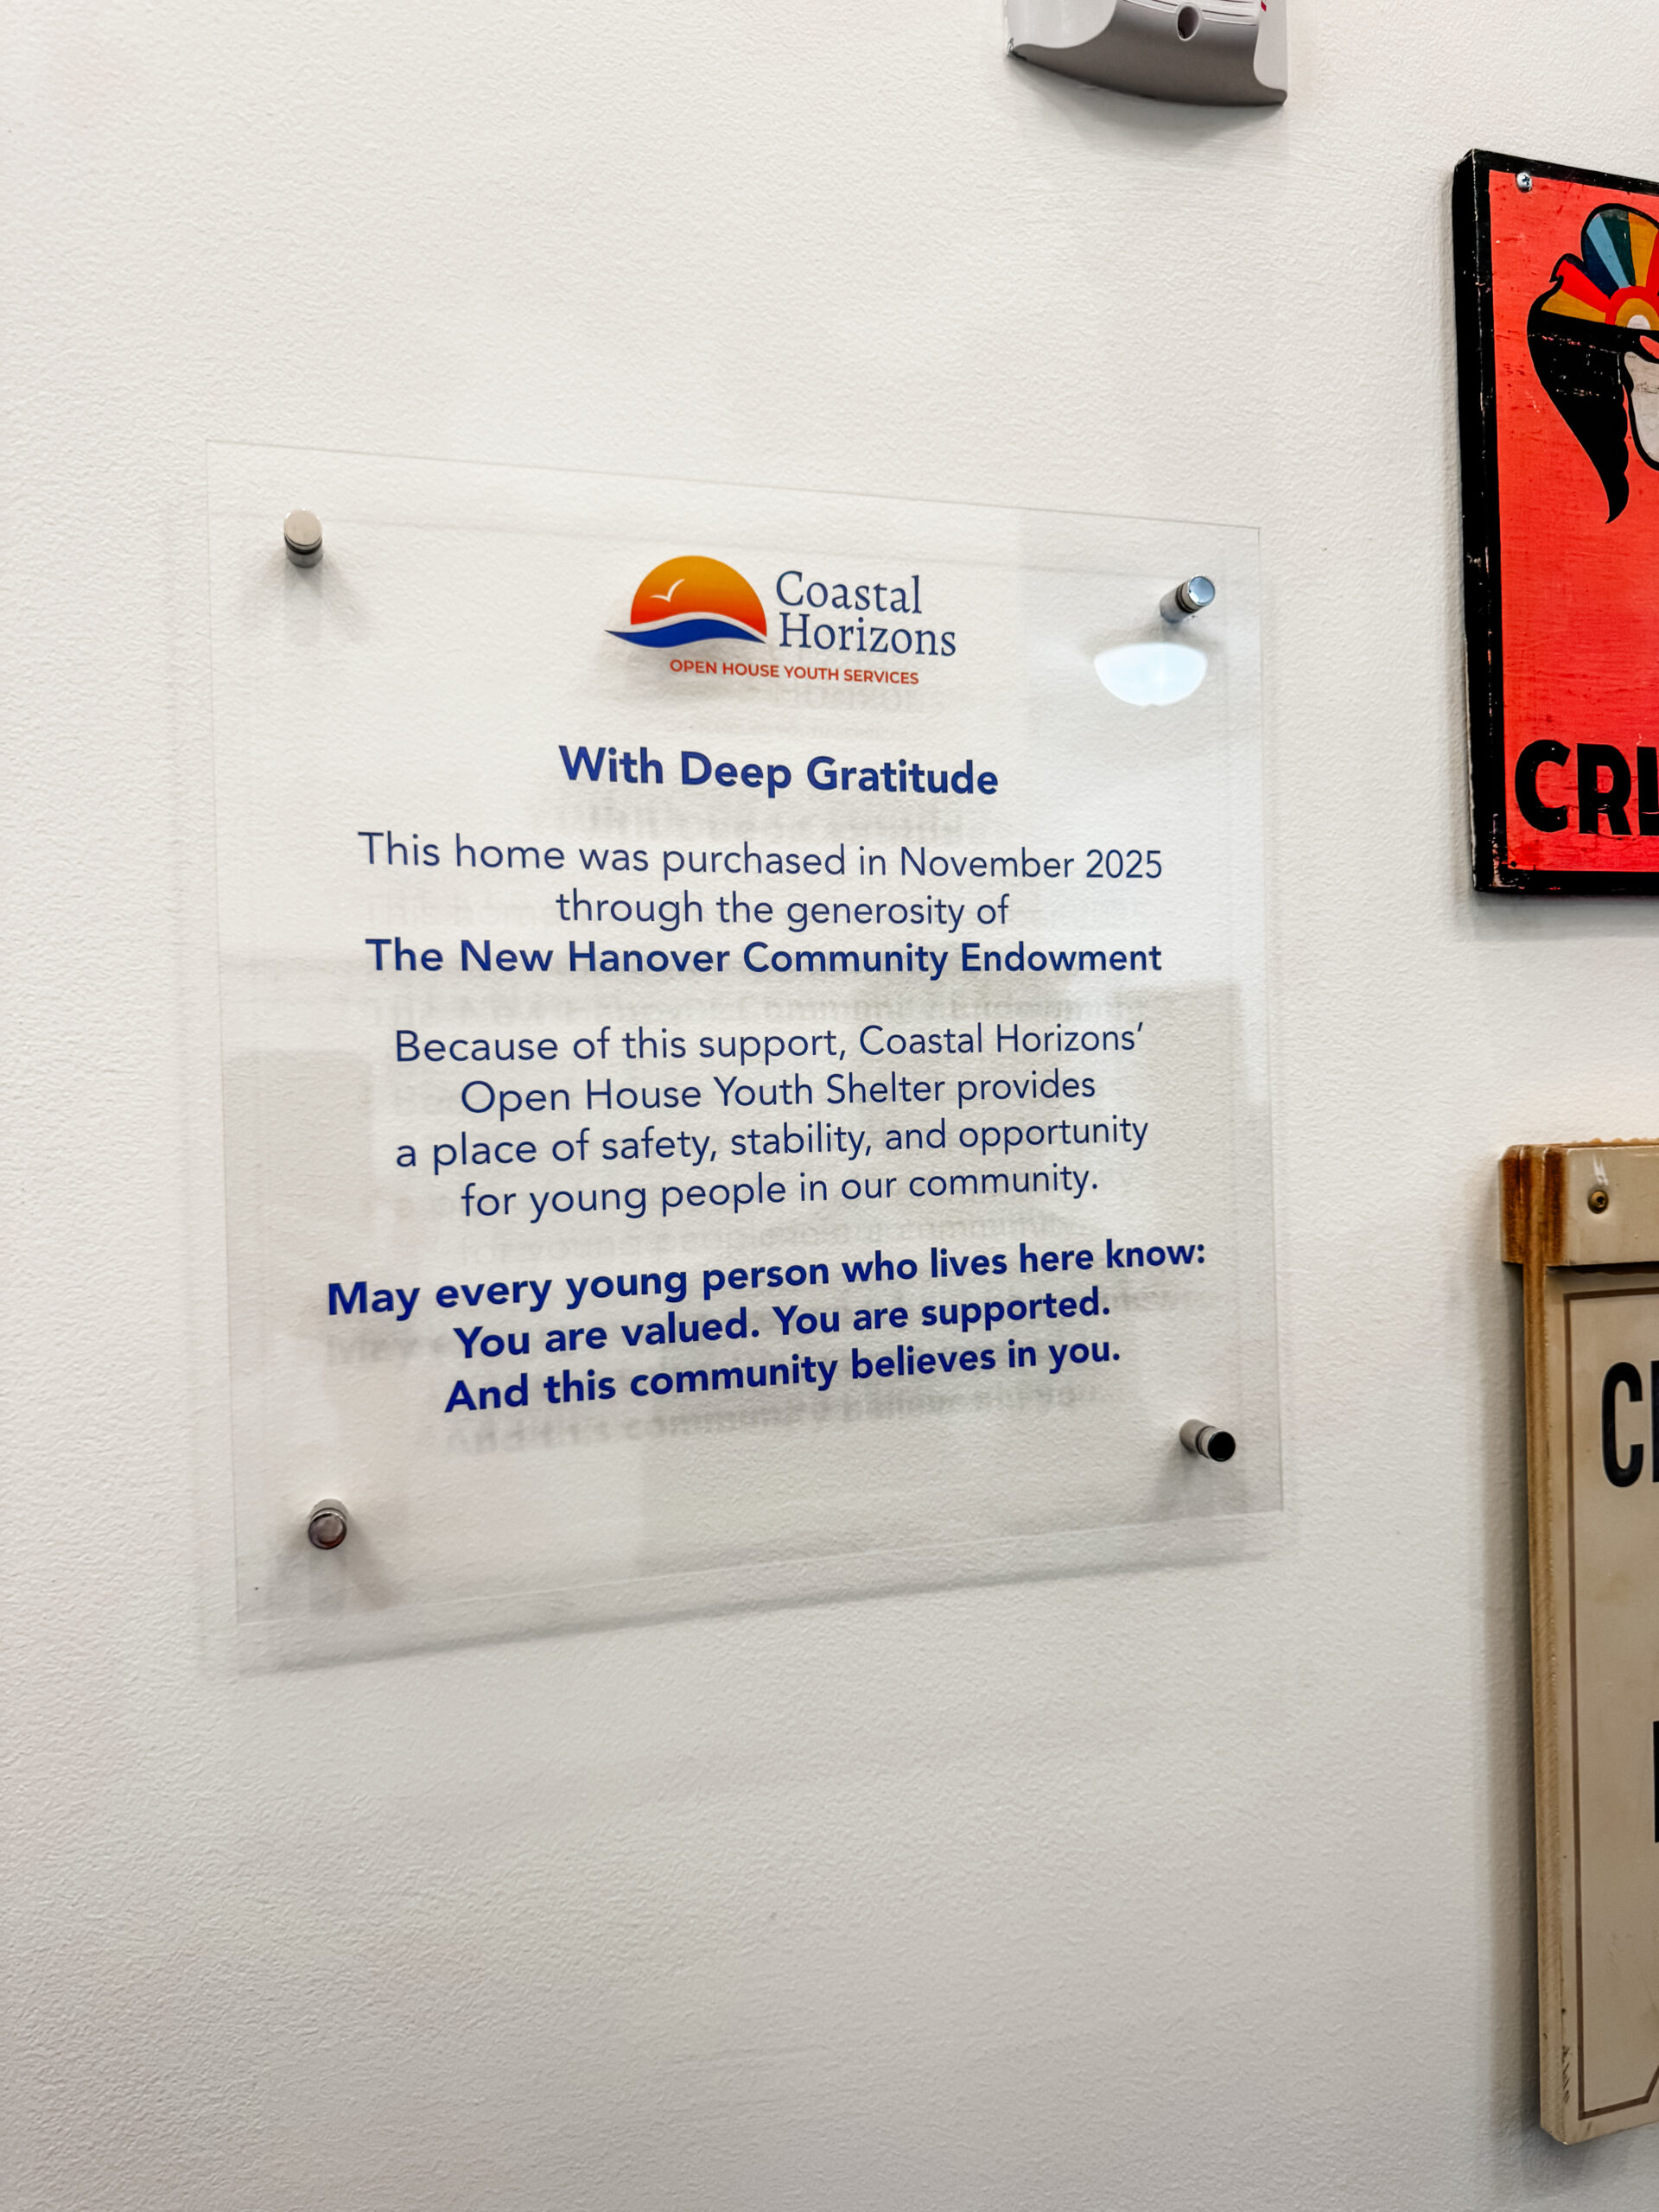 Coastal
Horizons
OPEN HOUSE YOUTH SERVICES
With Deep Gratitude
This home was purchased in November 2025
through the generosity of
The New Hanover Community Endowment
Because of this support, Coastal Horizons’
Open House Youth Shelter provides
a place of safety, stability, and opportunity
for young people in our community.
May every young person who lives here know:
You are valued. You are supported.
And this community believes in you.